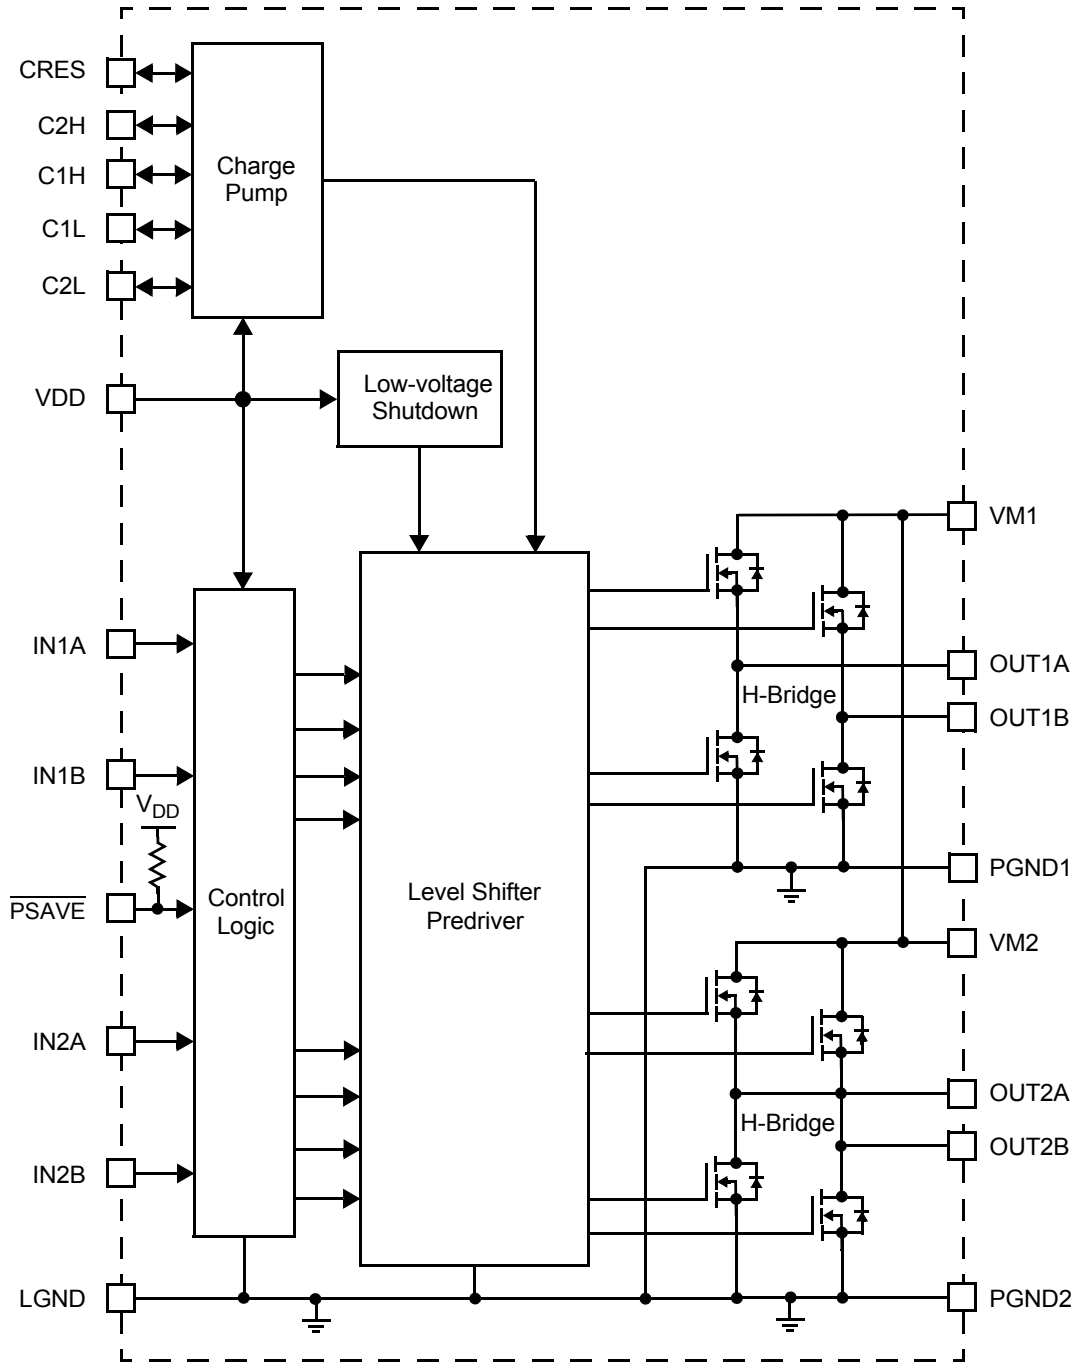 CRES
C2H
C1H
C1L
C2L
Charge
Pump
VDD
Low-voltage
Shutdown
VM1
IN1A
OUT1A
H-Bridge
OUT1B
IN1B
VDD
PGND1
PSAVE
Control
Logic
Level Shifter
Predriver
VM2
IN2A
OUT2A
H-Bridge
OUT2B
IN2B
LGND
PGND2